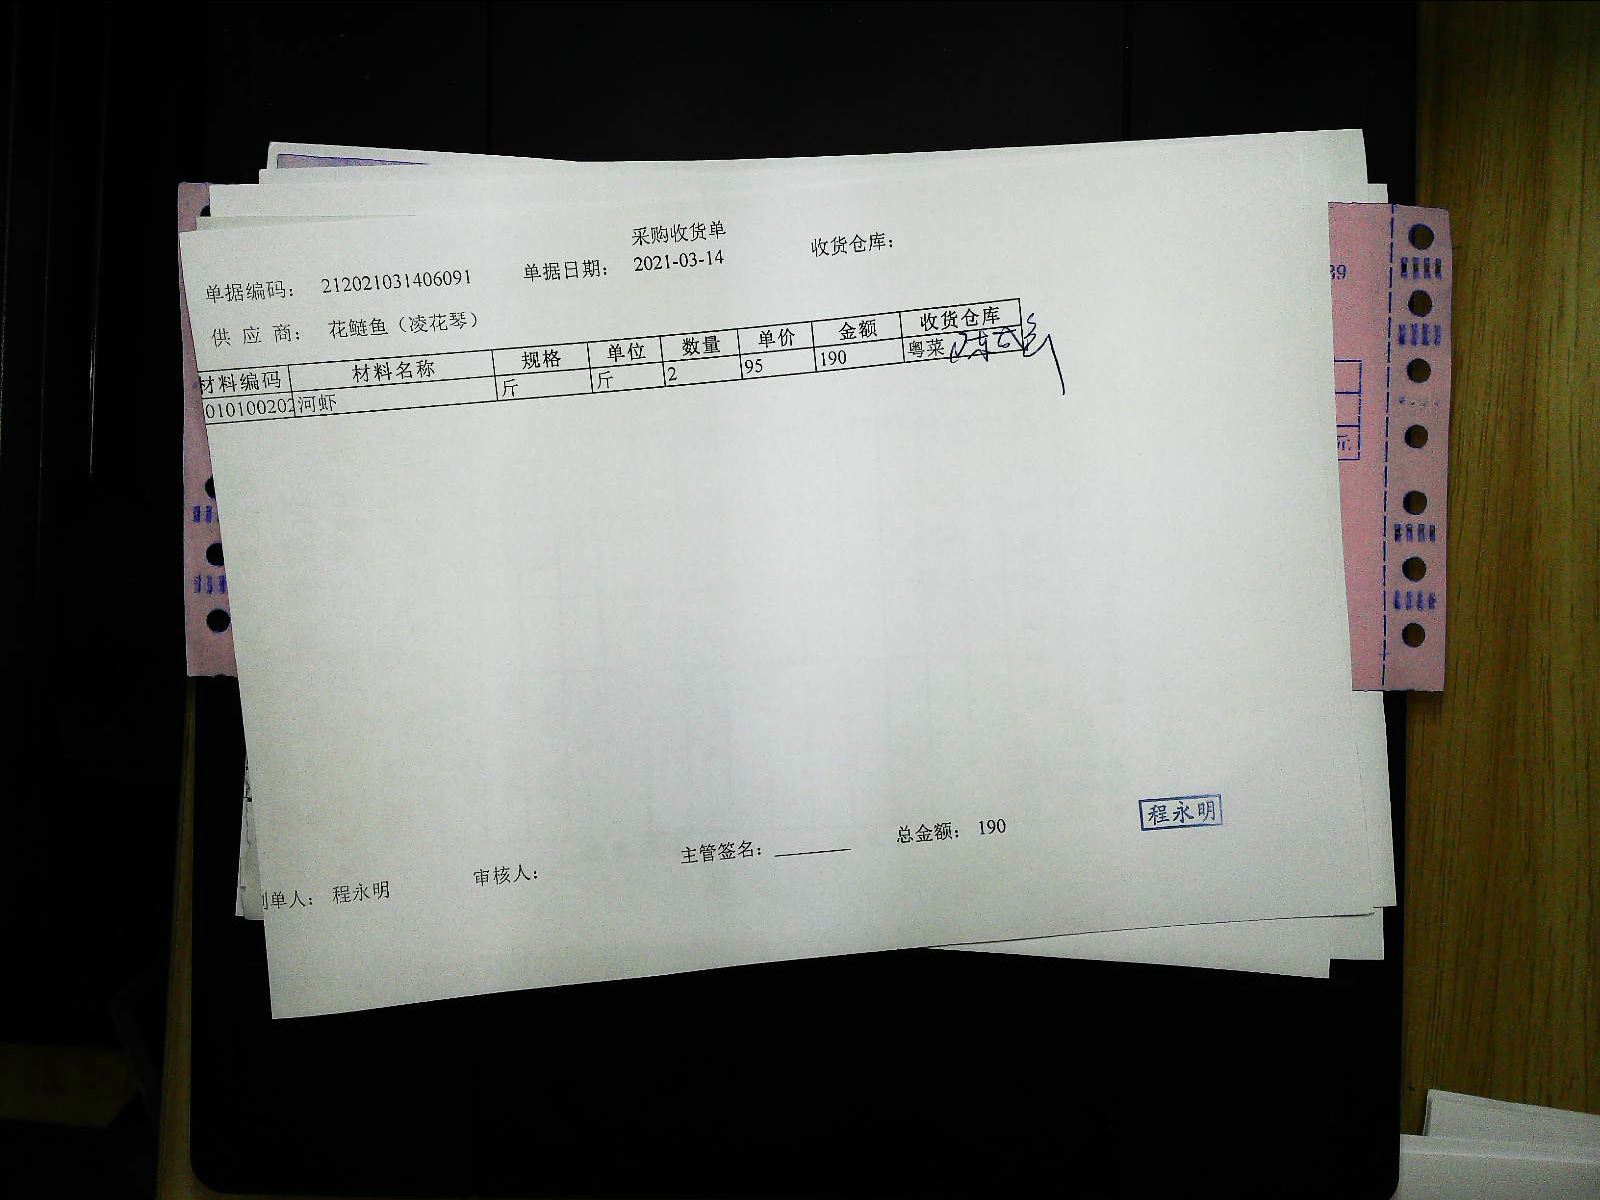 采购收货单
单据编码: 212021031406091 单据日期: 2021-03-14 收货仓库:
供 应 商: 花鲢鱼（凌花琴）
材料编码 材料名称 规格 单位 数量 单价 金额 收货仓库
010100202 河虾 斤 斤 2 95 190 粤菜
程永明
单人: 程永明 审核人: 主管签名: 总金额: 190
39
元